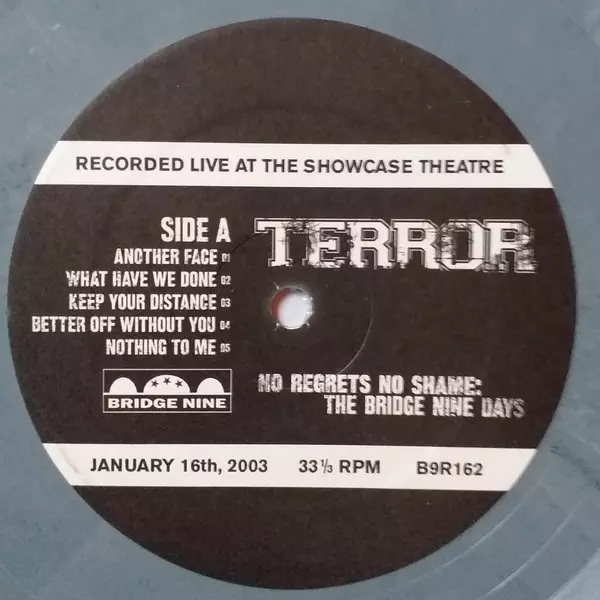 RECORDED LIVE AT THE SHOWCASE THEATRE
SIDE A
TERROR
ANOTHER FACE 01
WHAT HAVE WE DONE 02
KEEP YOUR DISTANCE 03
BETTER OFF WITHOUT YOU 04
NOTHING TO ME 05
BRIDGE NINE
NO REGRETS NO SHAME:
THE BRIDGE NINE DAYS
JANUARY 16th, 2003 33 1/3 RPM B9R162